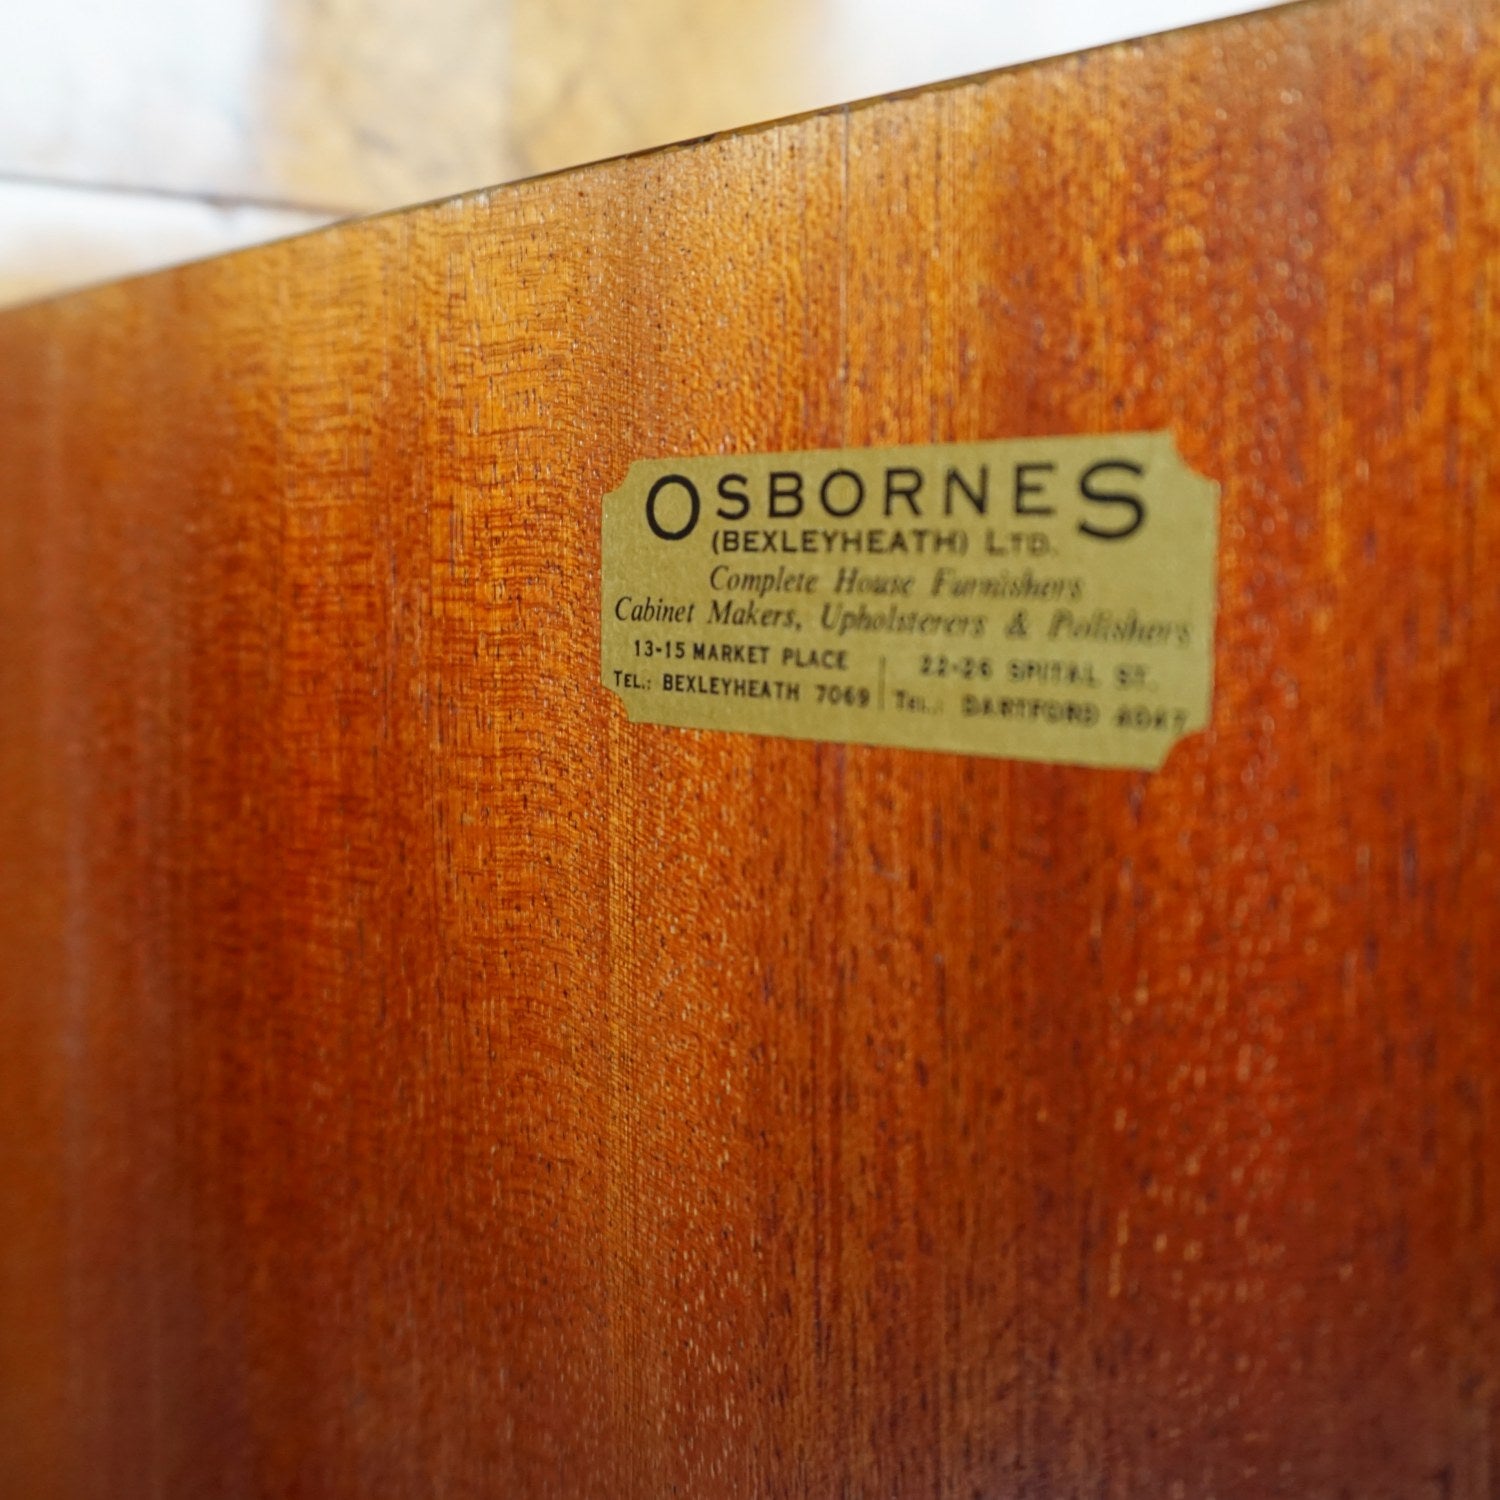 OSBORNES
(BEXLEYHEATH) LTD.
Complete House Furnishers
Cabinet Makers, Upholsterers & Polishers
13-15 MARKET PLACE
TEL.: BEXLEYHEATH 7069
22-26 SPITAL ST.
TEL.: DARTFORD